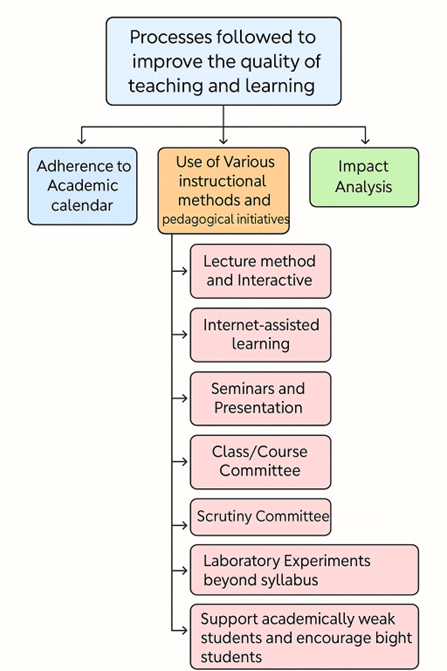 Processes followed to
improve the quality of
teaching and learning
Adherence to
Academic
calendar
Use of Various
instructional
methods and
pedagogical initiatives
Impact
Analysis
Lecture method
and Interactive
Internet-assisted
learning
Seminars and
Presentation
Class/Course
Committee
Scrutiny Committee
Laboratory Experiments
beyond syllabus
Support academically weak
students and encourage bight
students